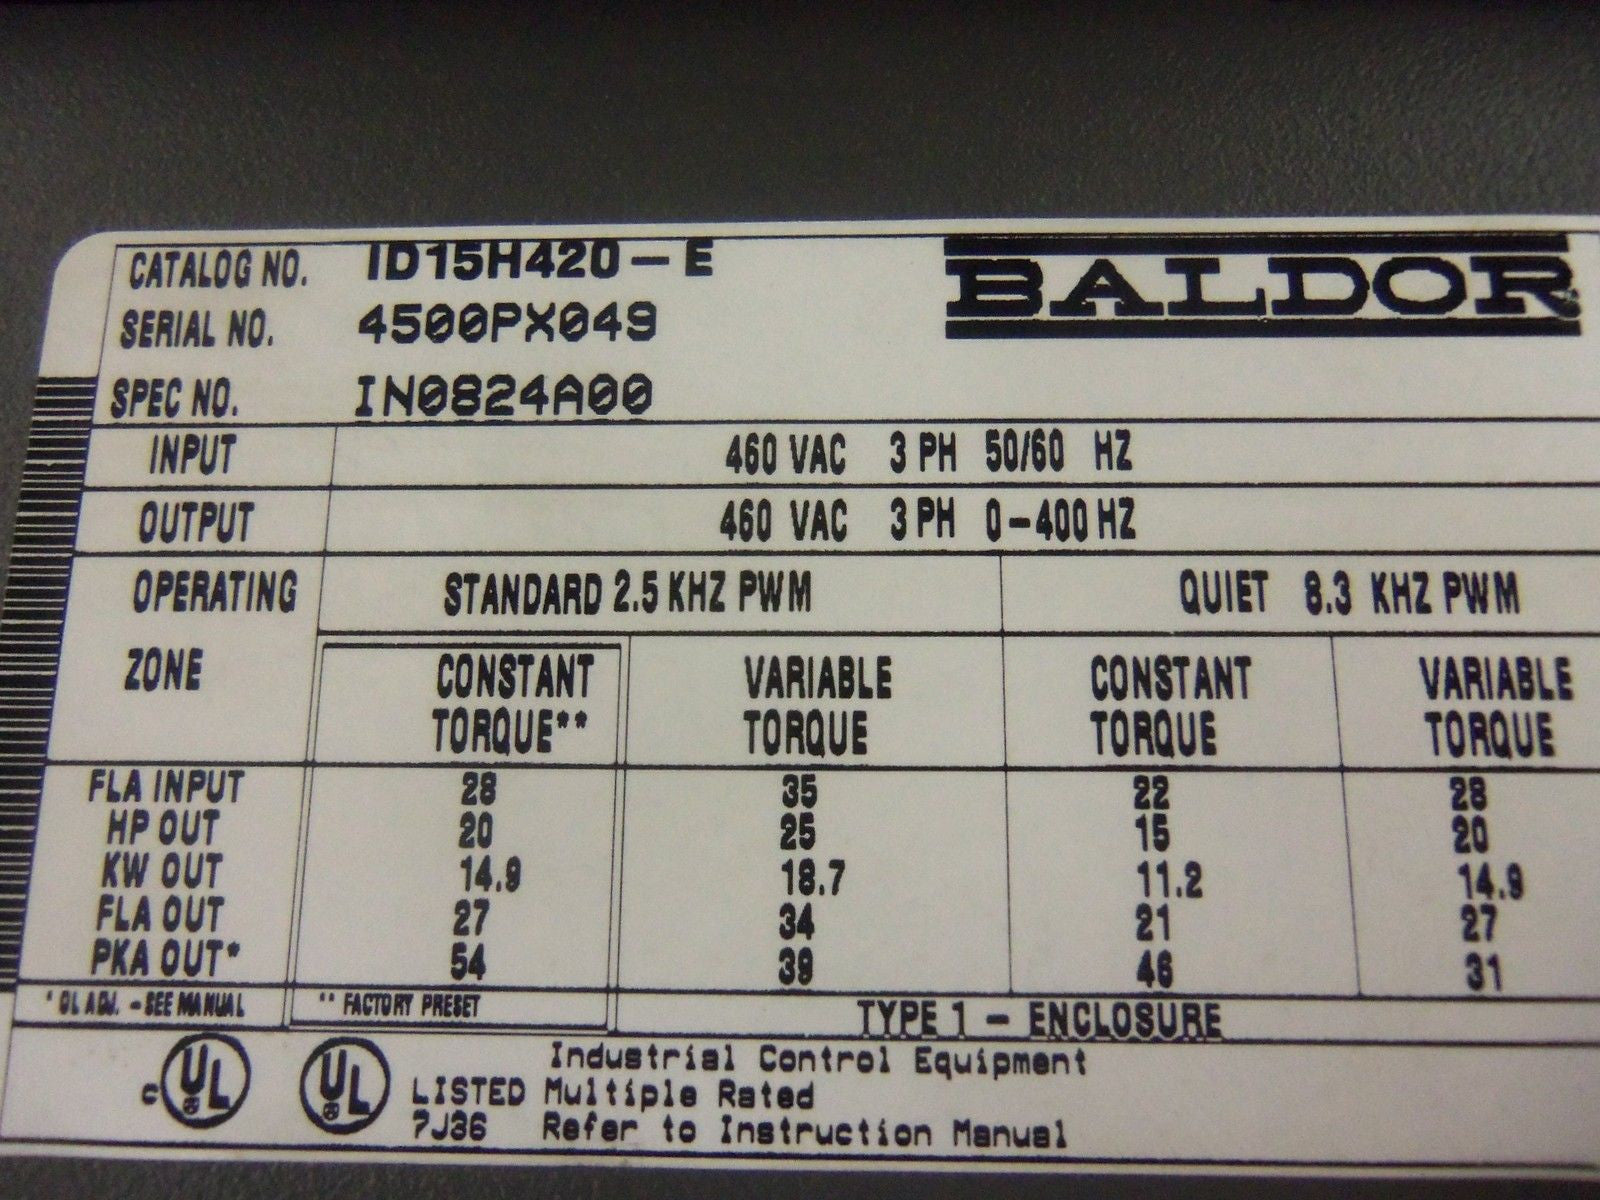 CATALOG NO. ID15H420-E
BALDOR
SERIAL NO. 4500PX049
SPEC NO. IN0824A00
INPUT 460 VAC 3 PH 50/60 HZ
OUTPUT 460 VAC 3 PH 0-400 HZ
OPERATING STANDARD 2.5 KHZ PWM QUIET 8.3 KHZ PWM
ZONE CONSTANT VARIABLE CONSTANT VARIABLE
TORQUE** TORQUE TORQUE TORQUE
FLA INPUT 28 35 22 28
HP OUT 20 25 15 20
KW OUT 14.9 18.7 11.2 14.9
FLA OUT 27 34 21 27
PKA OUT* 54 39 46 31
* OL ADJ. - SEE MANUAL ** FACTORY PRESET TYPE 1 - ENCLOSURE
Industrial Control Equipment
c UL UL LISTED Multiple Rated
7J36 Refer to Instruction Manual